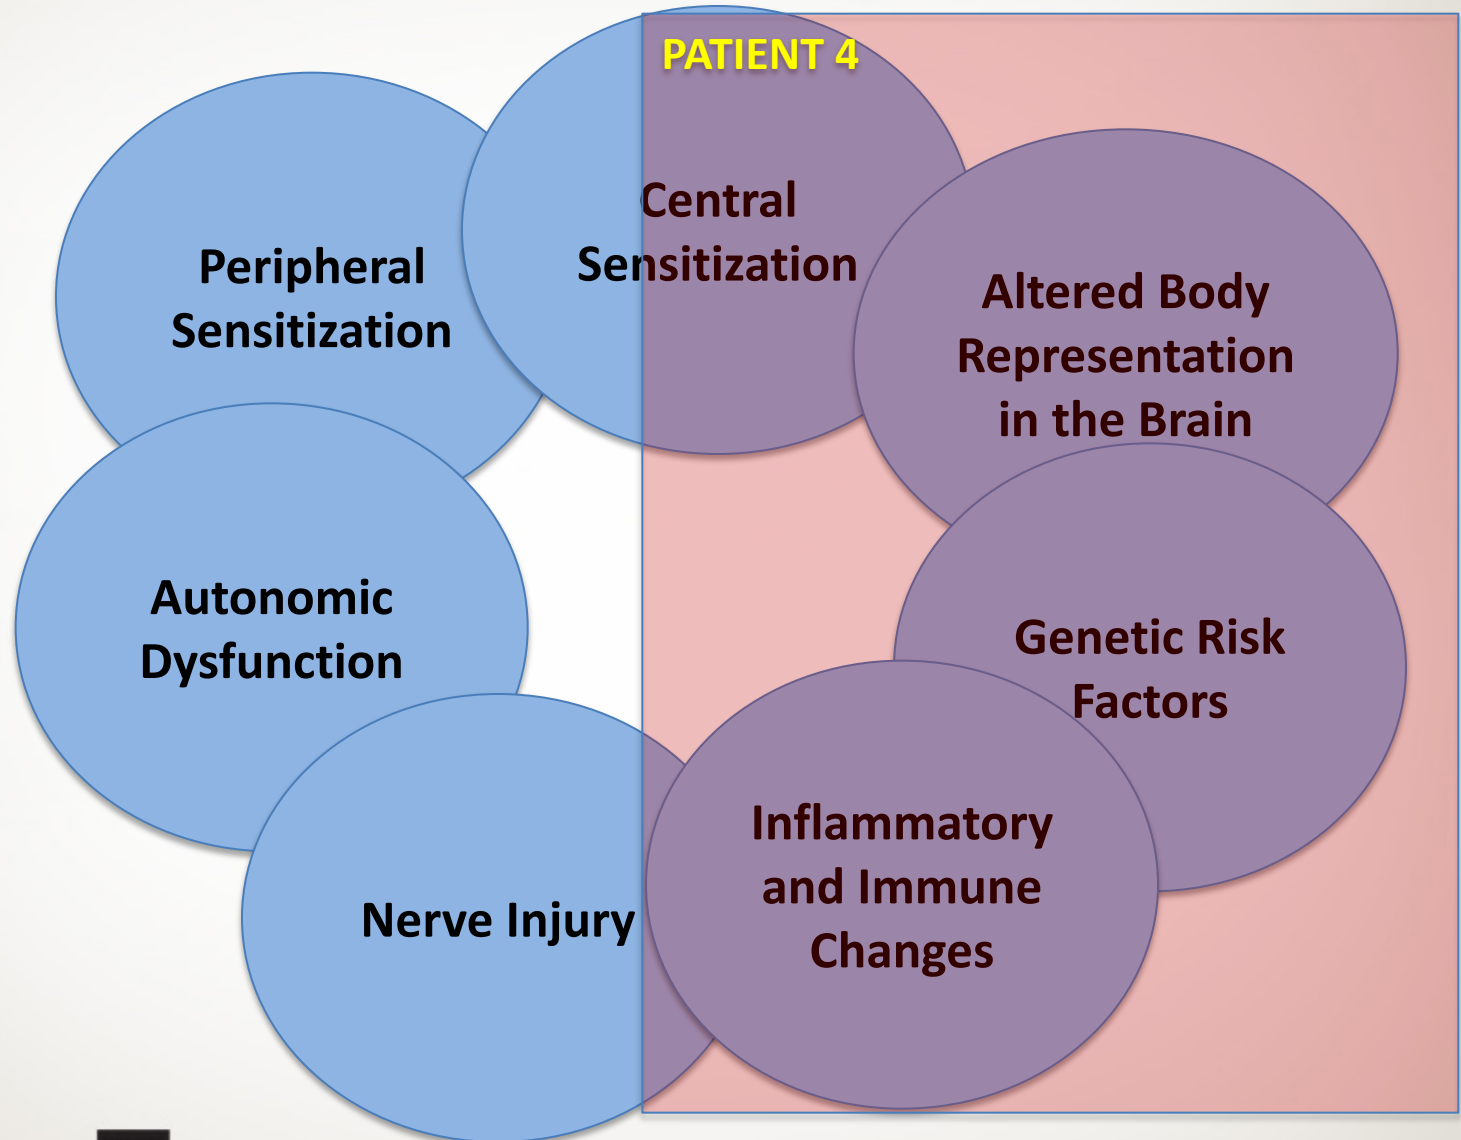 PATIENT 4
Central
Sensitization
Peripheral
Sensitization
Altered Body
Representation
in the Brain
Autonomic
Dysfunction
Genetic Risk
Factors
Nerve Injury
Inflammatory
and Immune
Changes